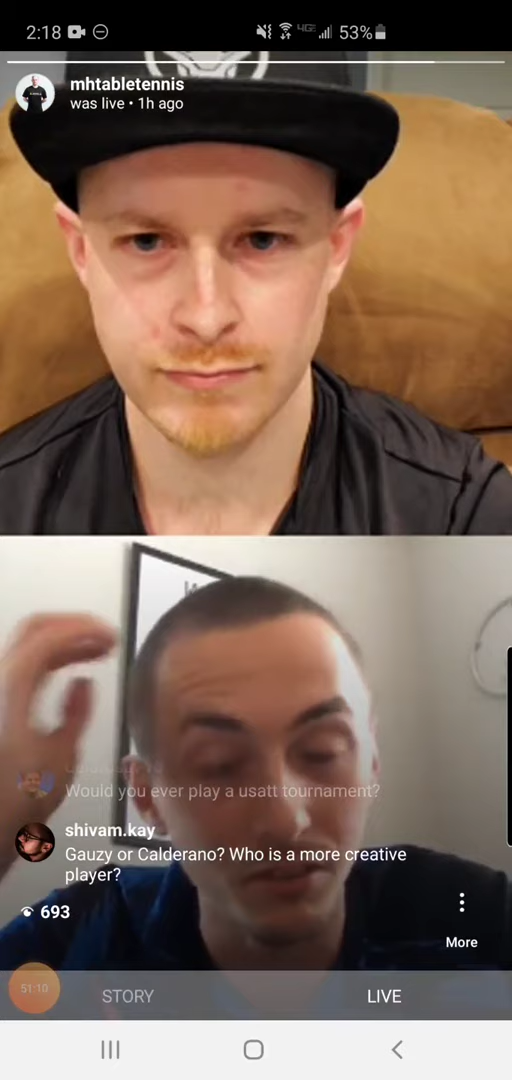 2:18
4G 53%
mhtabletennis
was live • 1h ago
Would you ever play a usatt tournament?
shivam.kay
Gauzy or Calderano? Who is a more creative
player?
693
More
51:10
STORY LIVE